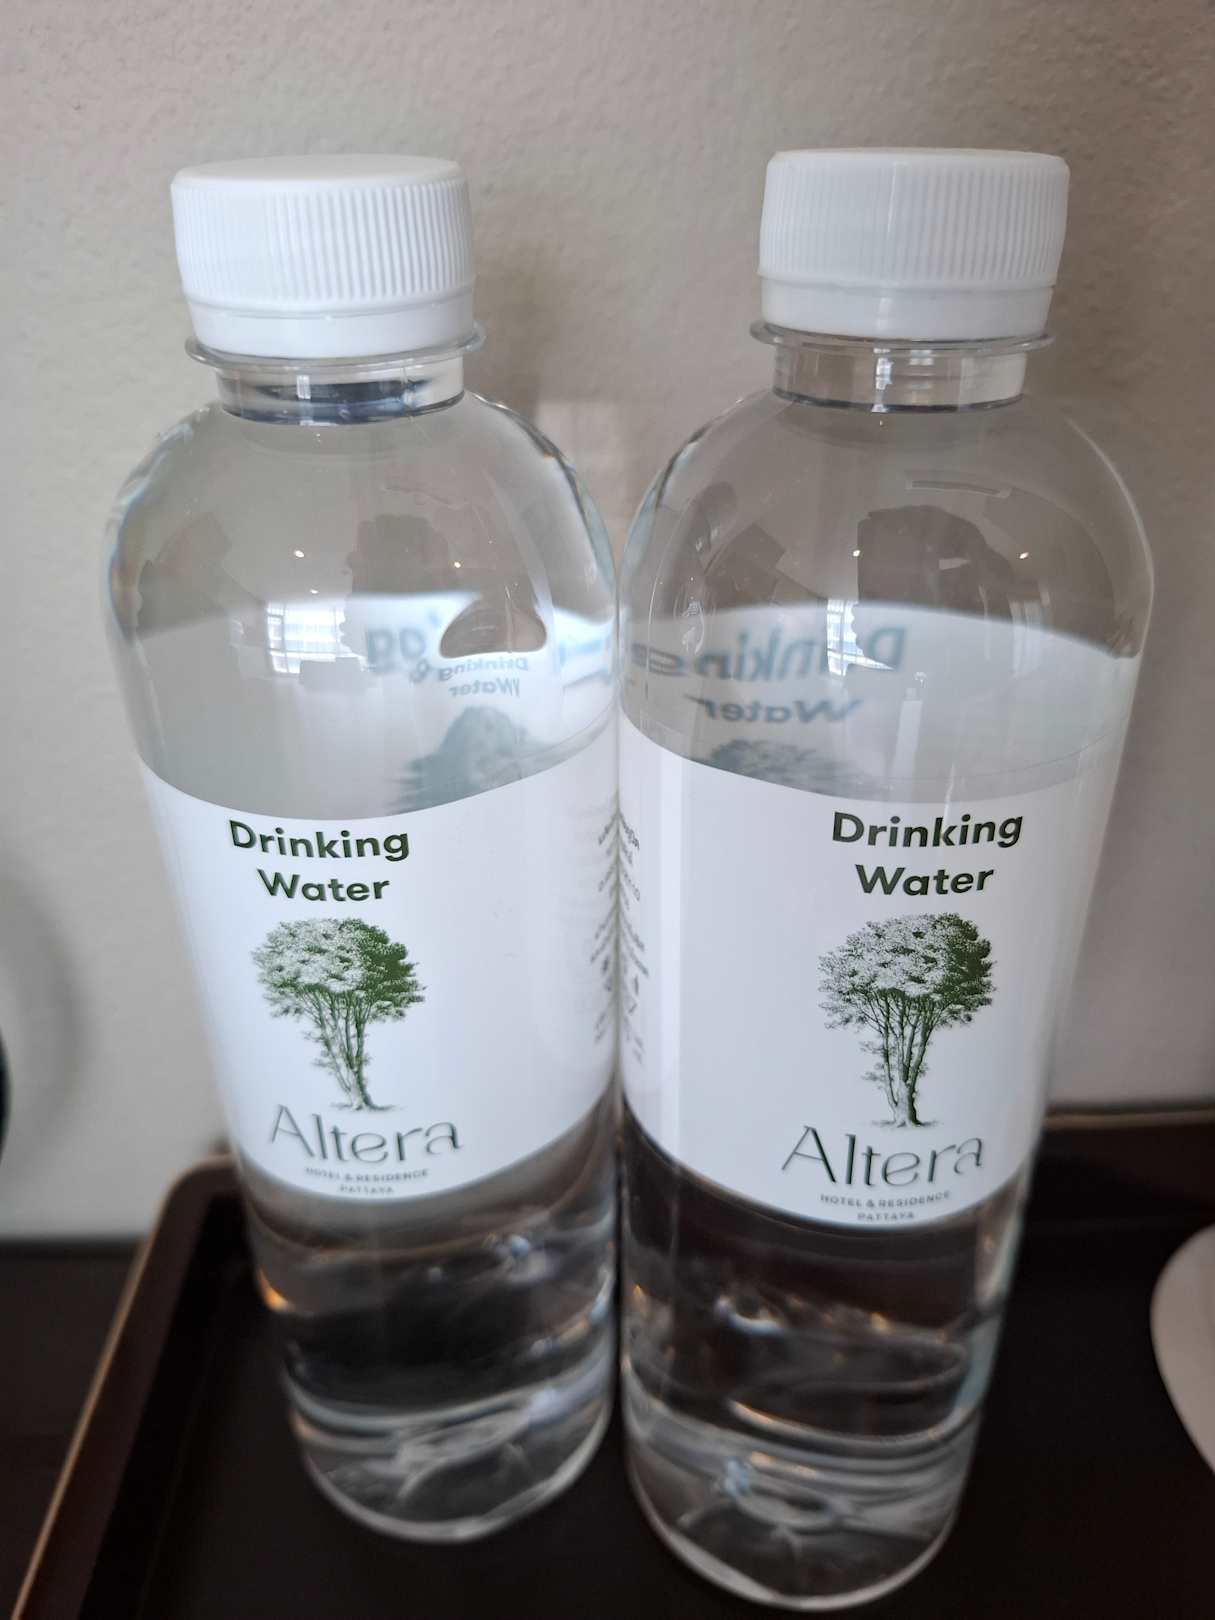 Drinking
Water
Altera
HOTEL & RESIDENCE
PATTAYA
Drinking
Water
Altera
HOTEL & RESIDENCE
PATTAYA